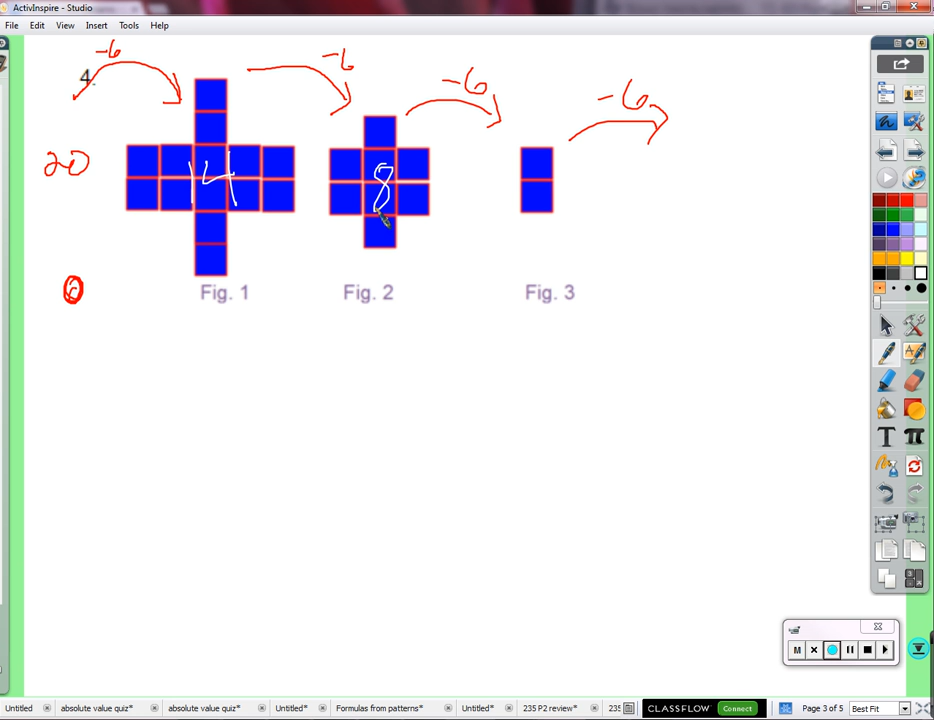 ActivInspire - Studio
File Edit View Insert Tools Help
4.
-6 -6 -6 -6
20 14 8
0
Fig. 1 Fig. 2 Fig. 3
M
Untitled absolute value quiz* absolute value quiz* Untitled* Formulas from patterns* Untitled* 235 P2 review* 235 CLASSFLOW Connect Page 3 of 5 Best Fit